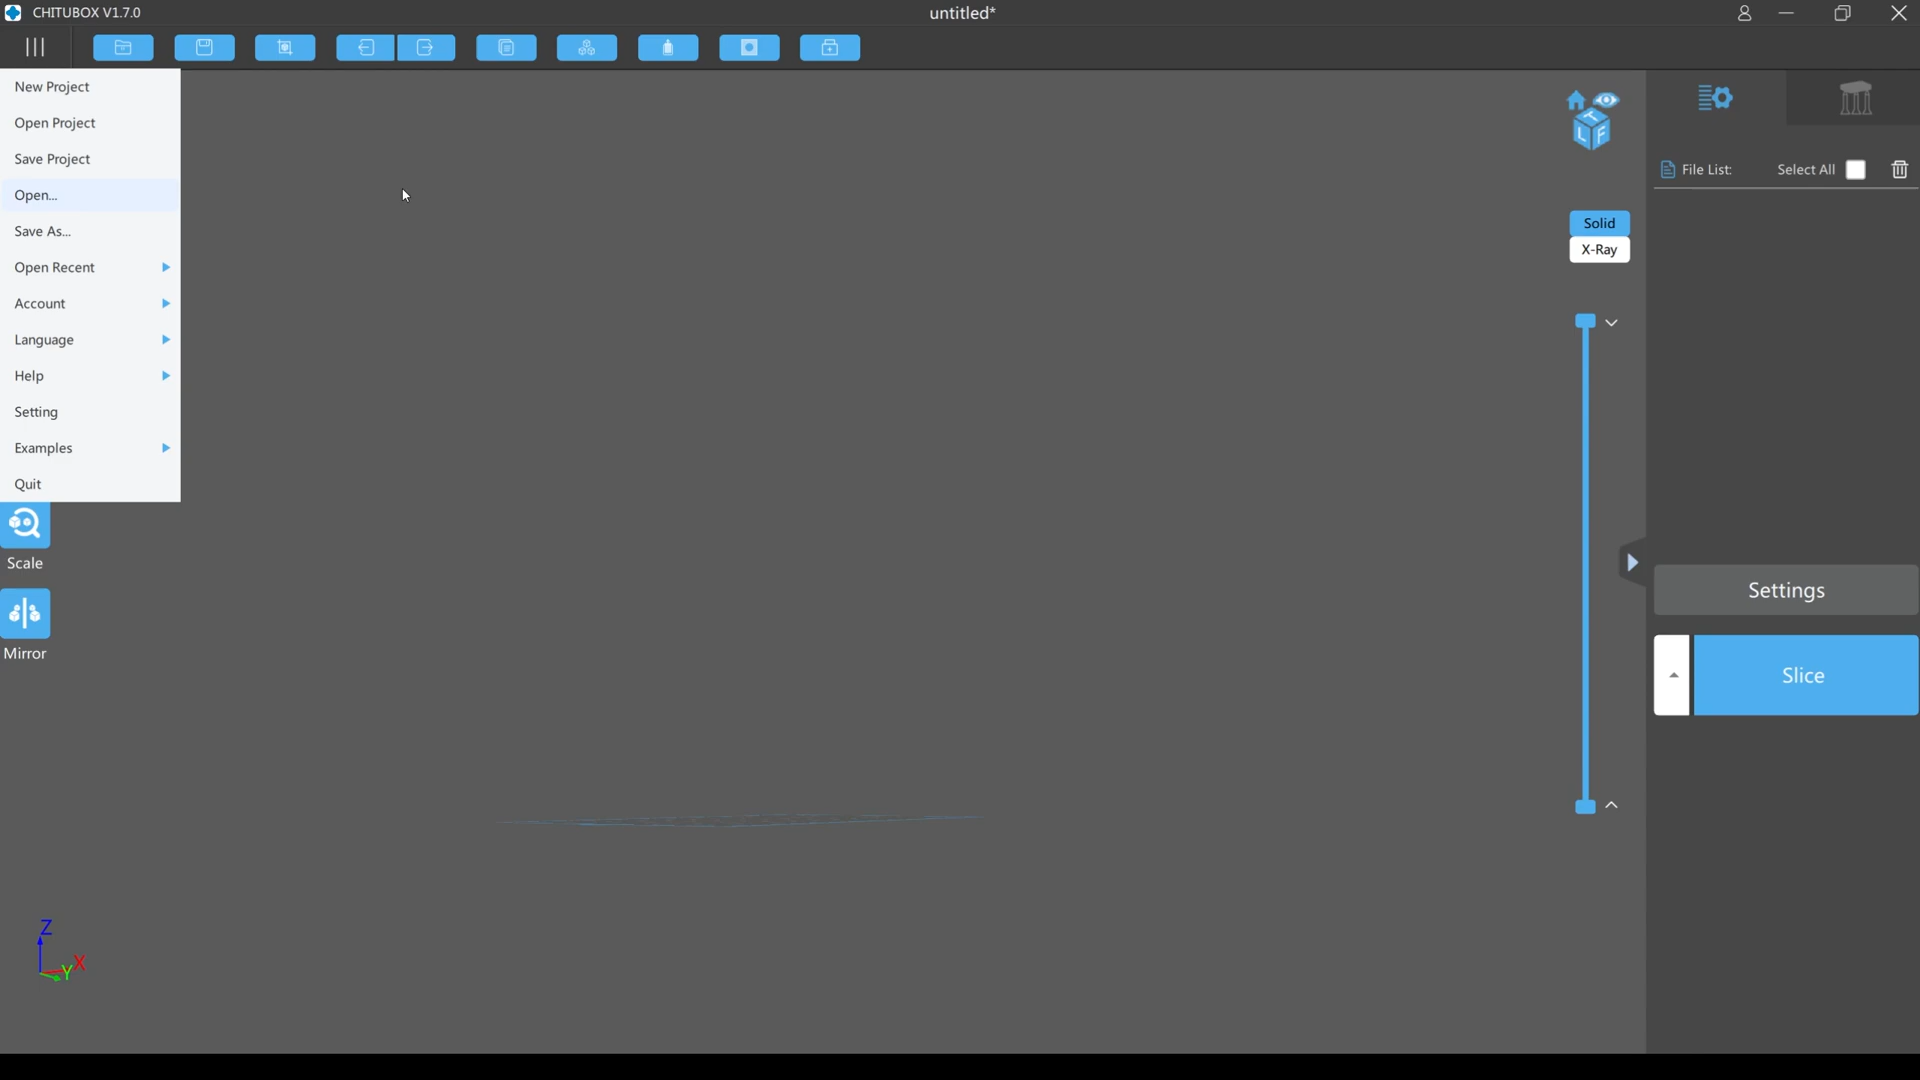 CHITUBOX V1.7.0
untitled*
New Project
Open Project
Save Project
Open...
Save As...
Open Recent
Account
Language
Help
Setting
Examples
Quit
Scale
Mirror
Z
X
Y
T
L F
Solid
X-Ray
File List:
Select All
Settings
Slice